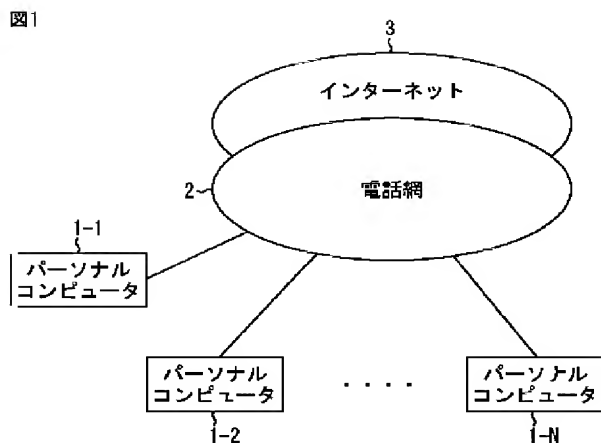 図1
3
インターネット
2
電話網
1-1
パーソナル
コンピュータ
パーソナル
コンピュータ
1-2
. . . .
パーソナル
コンピュータ
1-N